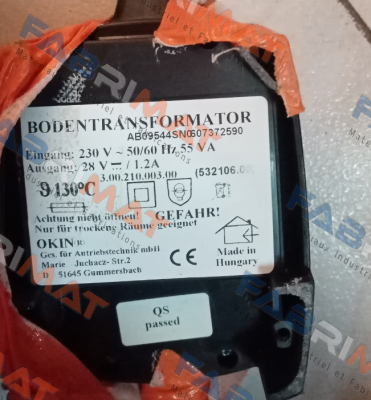 BODENTRANSFORMATOR
AB09544SN0607372590
Eingang: 230 V ~ 50/60 Hz 55 VA
Ausgang: 28 V / 1.2A
3.00.210.003.00 (532106.
130°C
Achtung nicht öffnen! GEFAHR!
Nur für trockene Räume geeignet
OKIN
Ges. für Antriebstechnik mbH
Marie Juchacz-Str.2
D 51645 Gummersbach
CE
Made in
Hungary
QS
passed
FABRIMAT